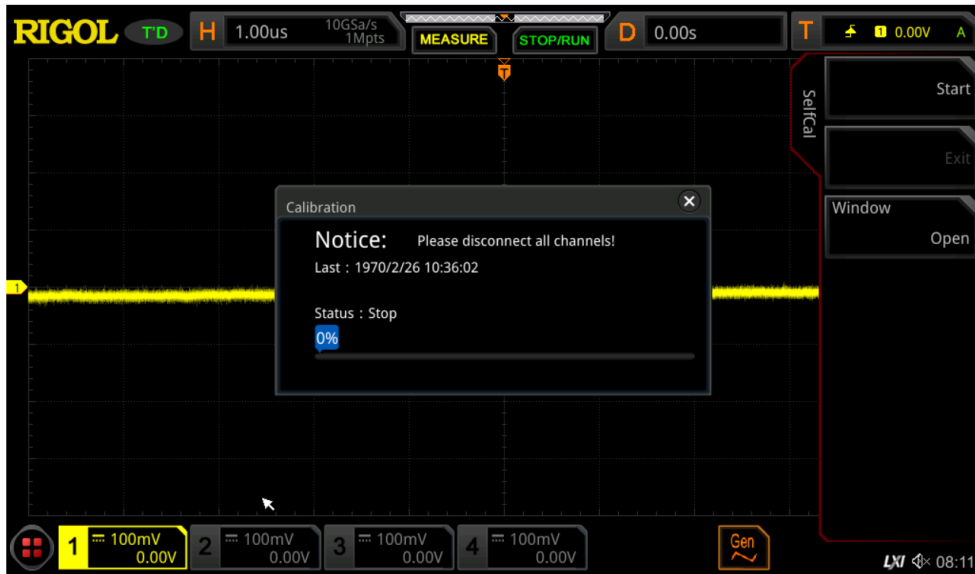 RIGOL T'D H 1.00us 10GSa/s 1Mpts MEASURE STOP/RUN D 0.00s T 1 0.00V A
T
SelfCal
Start
Exit
Window
Open
Calibration
Notice: Please disconnect all channels!
Last : 1970/2/26 10:36:02
Status : Stop
0%
1
1 100mV 0.00V
2 100mV 0.00V
3 100mV 0.00V
4 100mV 0.00V
Gen
LXI 08:11